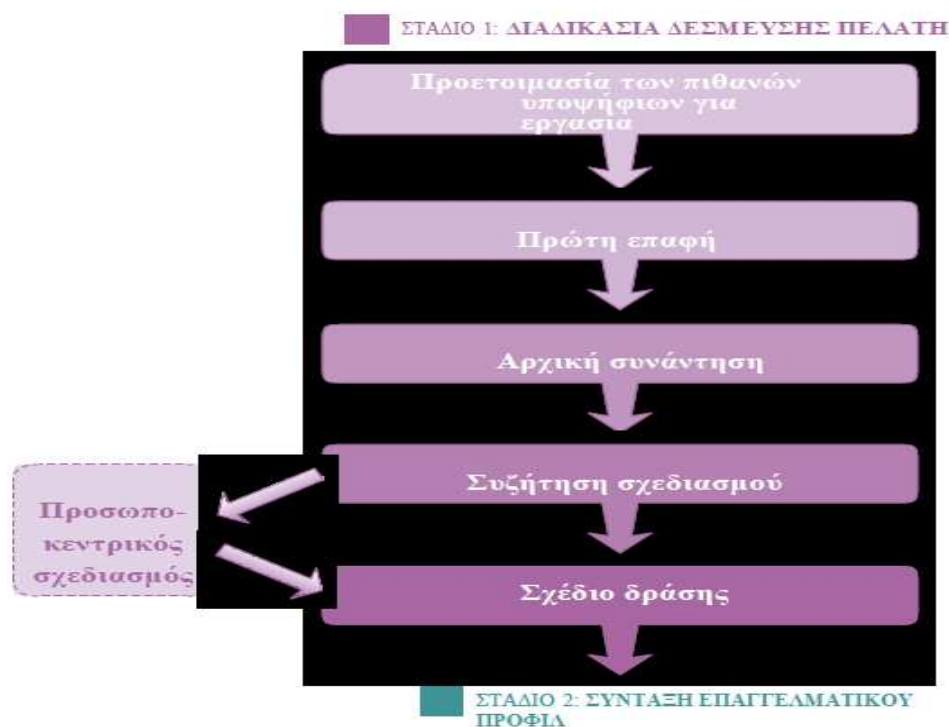 ΣΤΑΔΙΟ 1: ΔΙΑΔΙΚΑΣΙΑ ΔΕΣΜΕΥΣΗΣ ΠΕΛΑΤΗ
Προετοιμασία των πιθανών
υποψήφιων για
εργασία
Πρώτη επαφή
Αρχική συνάντηση
Συζήτηση σχεδιασμού
Προσωπο-
κεντρικός
σχεδιασμός
Σχέδιο δράσης
ΣΤΑΔΙΟ 2: ΣΥΝΤΑΞΗ ΕΠΑΓΓΕΛΜΑΤΙΚΟΥ
ΠΡΟΦΙΛ